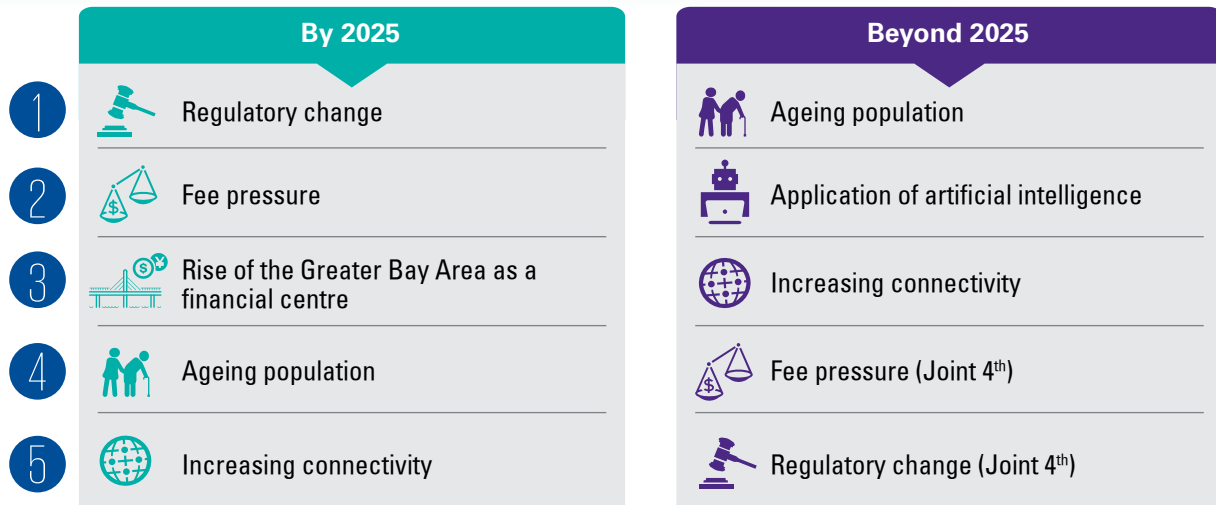 By 2025
Beyond 2025
1
Regulatory change
Ageing population
2
$
Fee pressure
Application of artificial intelligence
3
$ ¥
Rise of the Greater Bay Area as a
financial centre
Increasing connectivity
4
Ageing population
$
Fee pressure (Joint 4th)
5
Increasing connectivity
Regulatory change (Joint 4th)